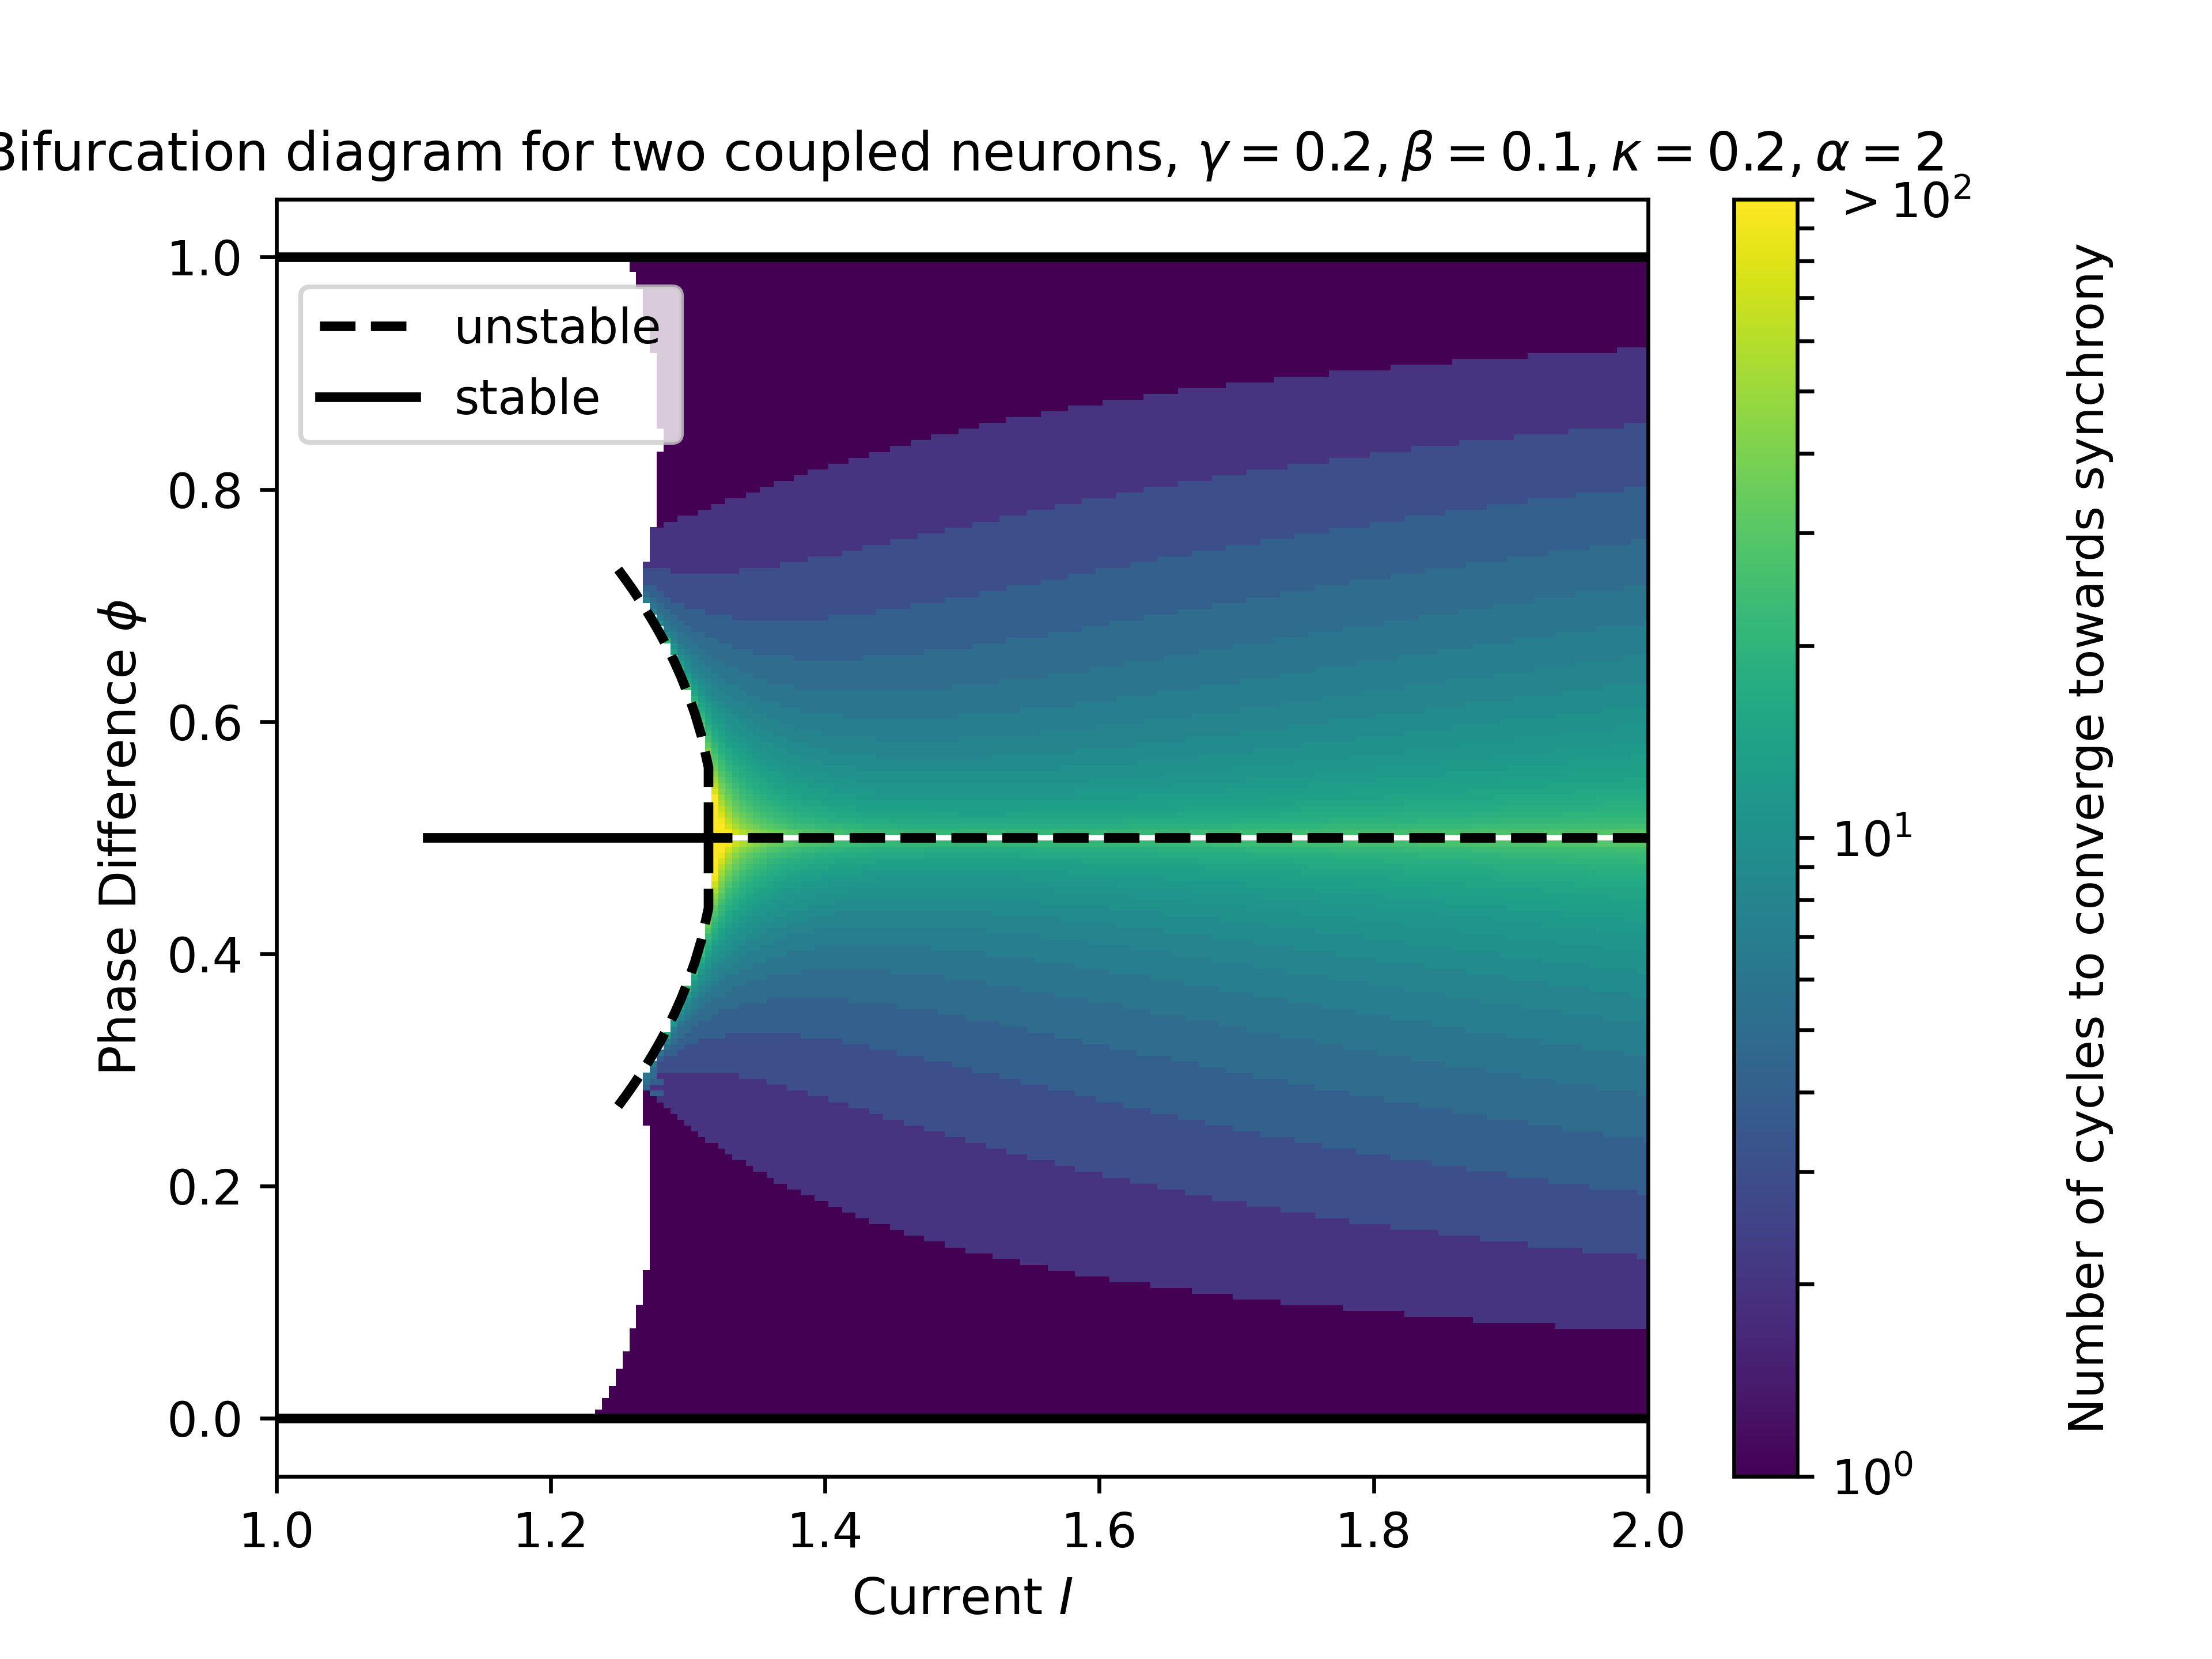 Bifurcation diagram for two coupled neurons, γ = 0.2, β = 0.1, κ = 0.2, α = 2
> 10²
1.0
unstable
stable
0.8
0.6
0.4
0.2
0.0
Phase Difference ϕ
10¹
10⁰
Number of cycles to converge towards synchrony
1.0 1.2 1.4 1.6 1.8 2.0
Current I